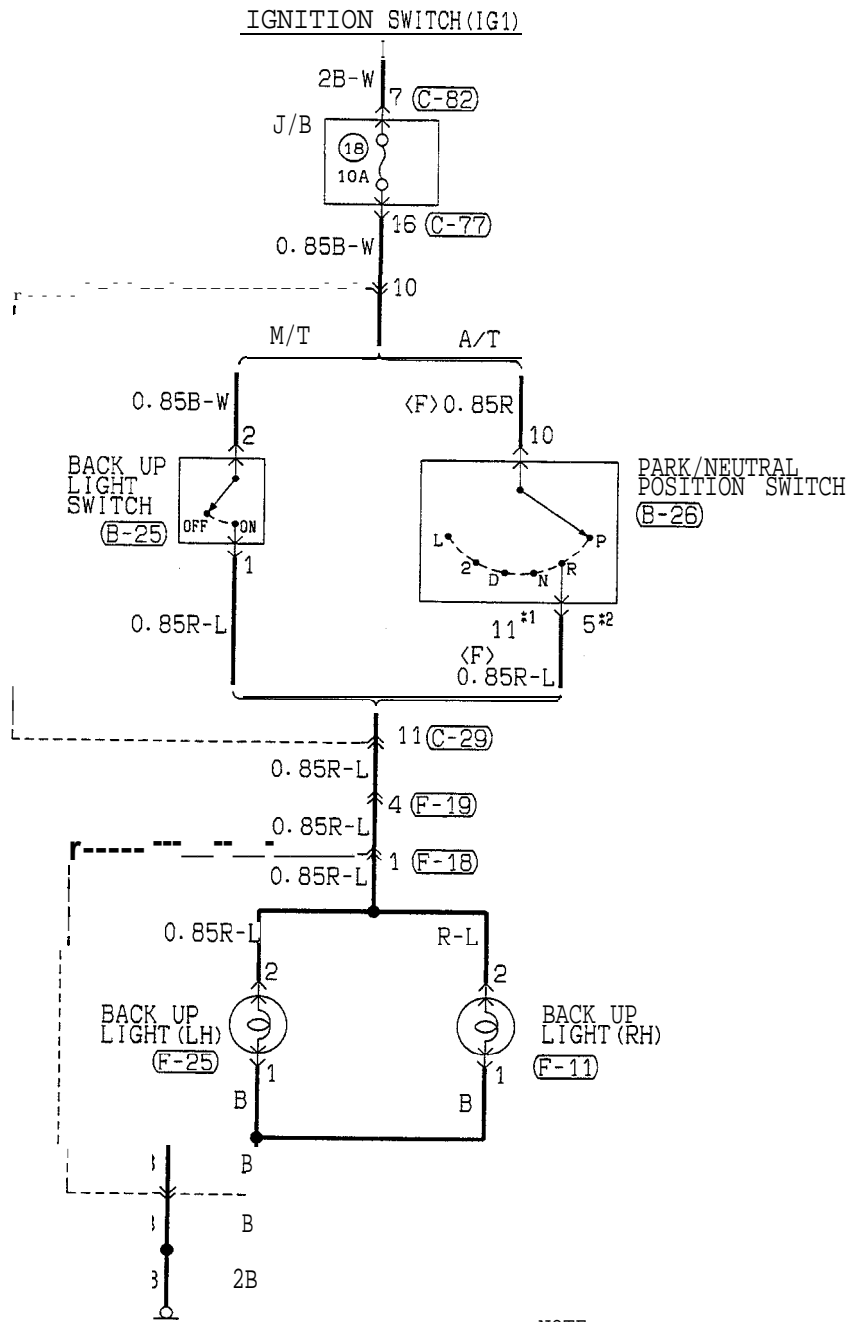 IGNITION SWITCH(IG1)
2B-W
7 C-82
J/B
18
10A
16 C-77
0.85B-W
10
M/T A/T
0.85B-W
<F>0.85R
2
10
BACK UP
LIGHT
SWITCH
B-25
OFF ON
1
PARK/NEUTRAL
POSITION SWITCH
B-26
L 2 D N R P
0.85R-L
11*1 5*2
<F>
0.85R-L
11 C-29
0.85R-L
4 F-19
0.85R-L
1 F-18
0.85R-L
0.85R-L
R-L
2
2
BACK UP
LIGHT(LH)
F-25
BACK UP
LIGHT(RH)
F-11
1
1
B
B
B
B
2B